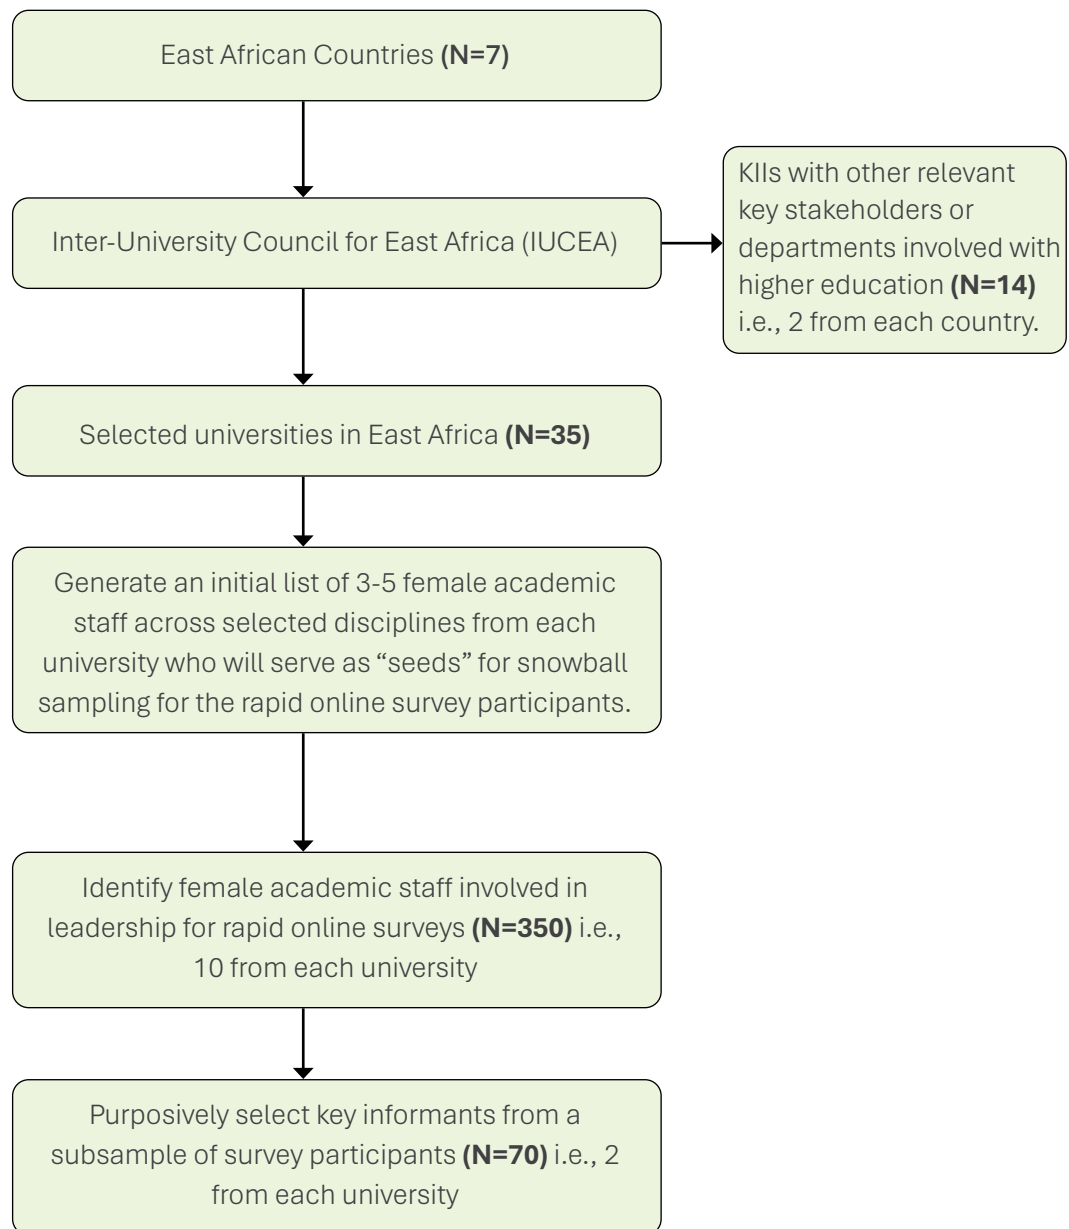 East African Countries (N=7)
Inter-University Council for East Africa (IUCEA)
KIIs with other relevant
key stakeholders or
departments involved with
higher education (N=14)
i.e., 2 from each country.
Selected universities in East Africa (N=35)
Generate an initial list of 3-5 female academic
staff across selected disciplines from each
university who will serve as “seeds” for snowball
sampling for the rapid online survey participants.
Identify female academic staff involved in
leadership for rapid online surveys (N=350) i.e.,
10 from each university
Purposively select key informants from a
subsample of survey participants (N=70) i.e., 2
from each university